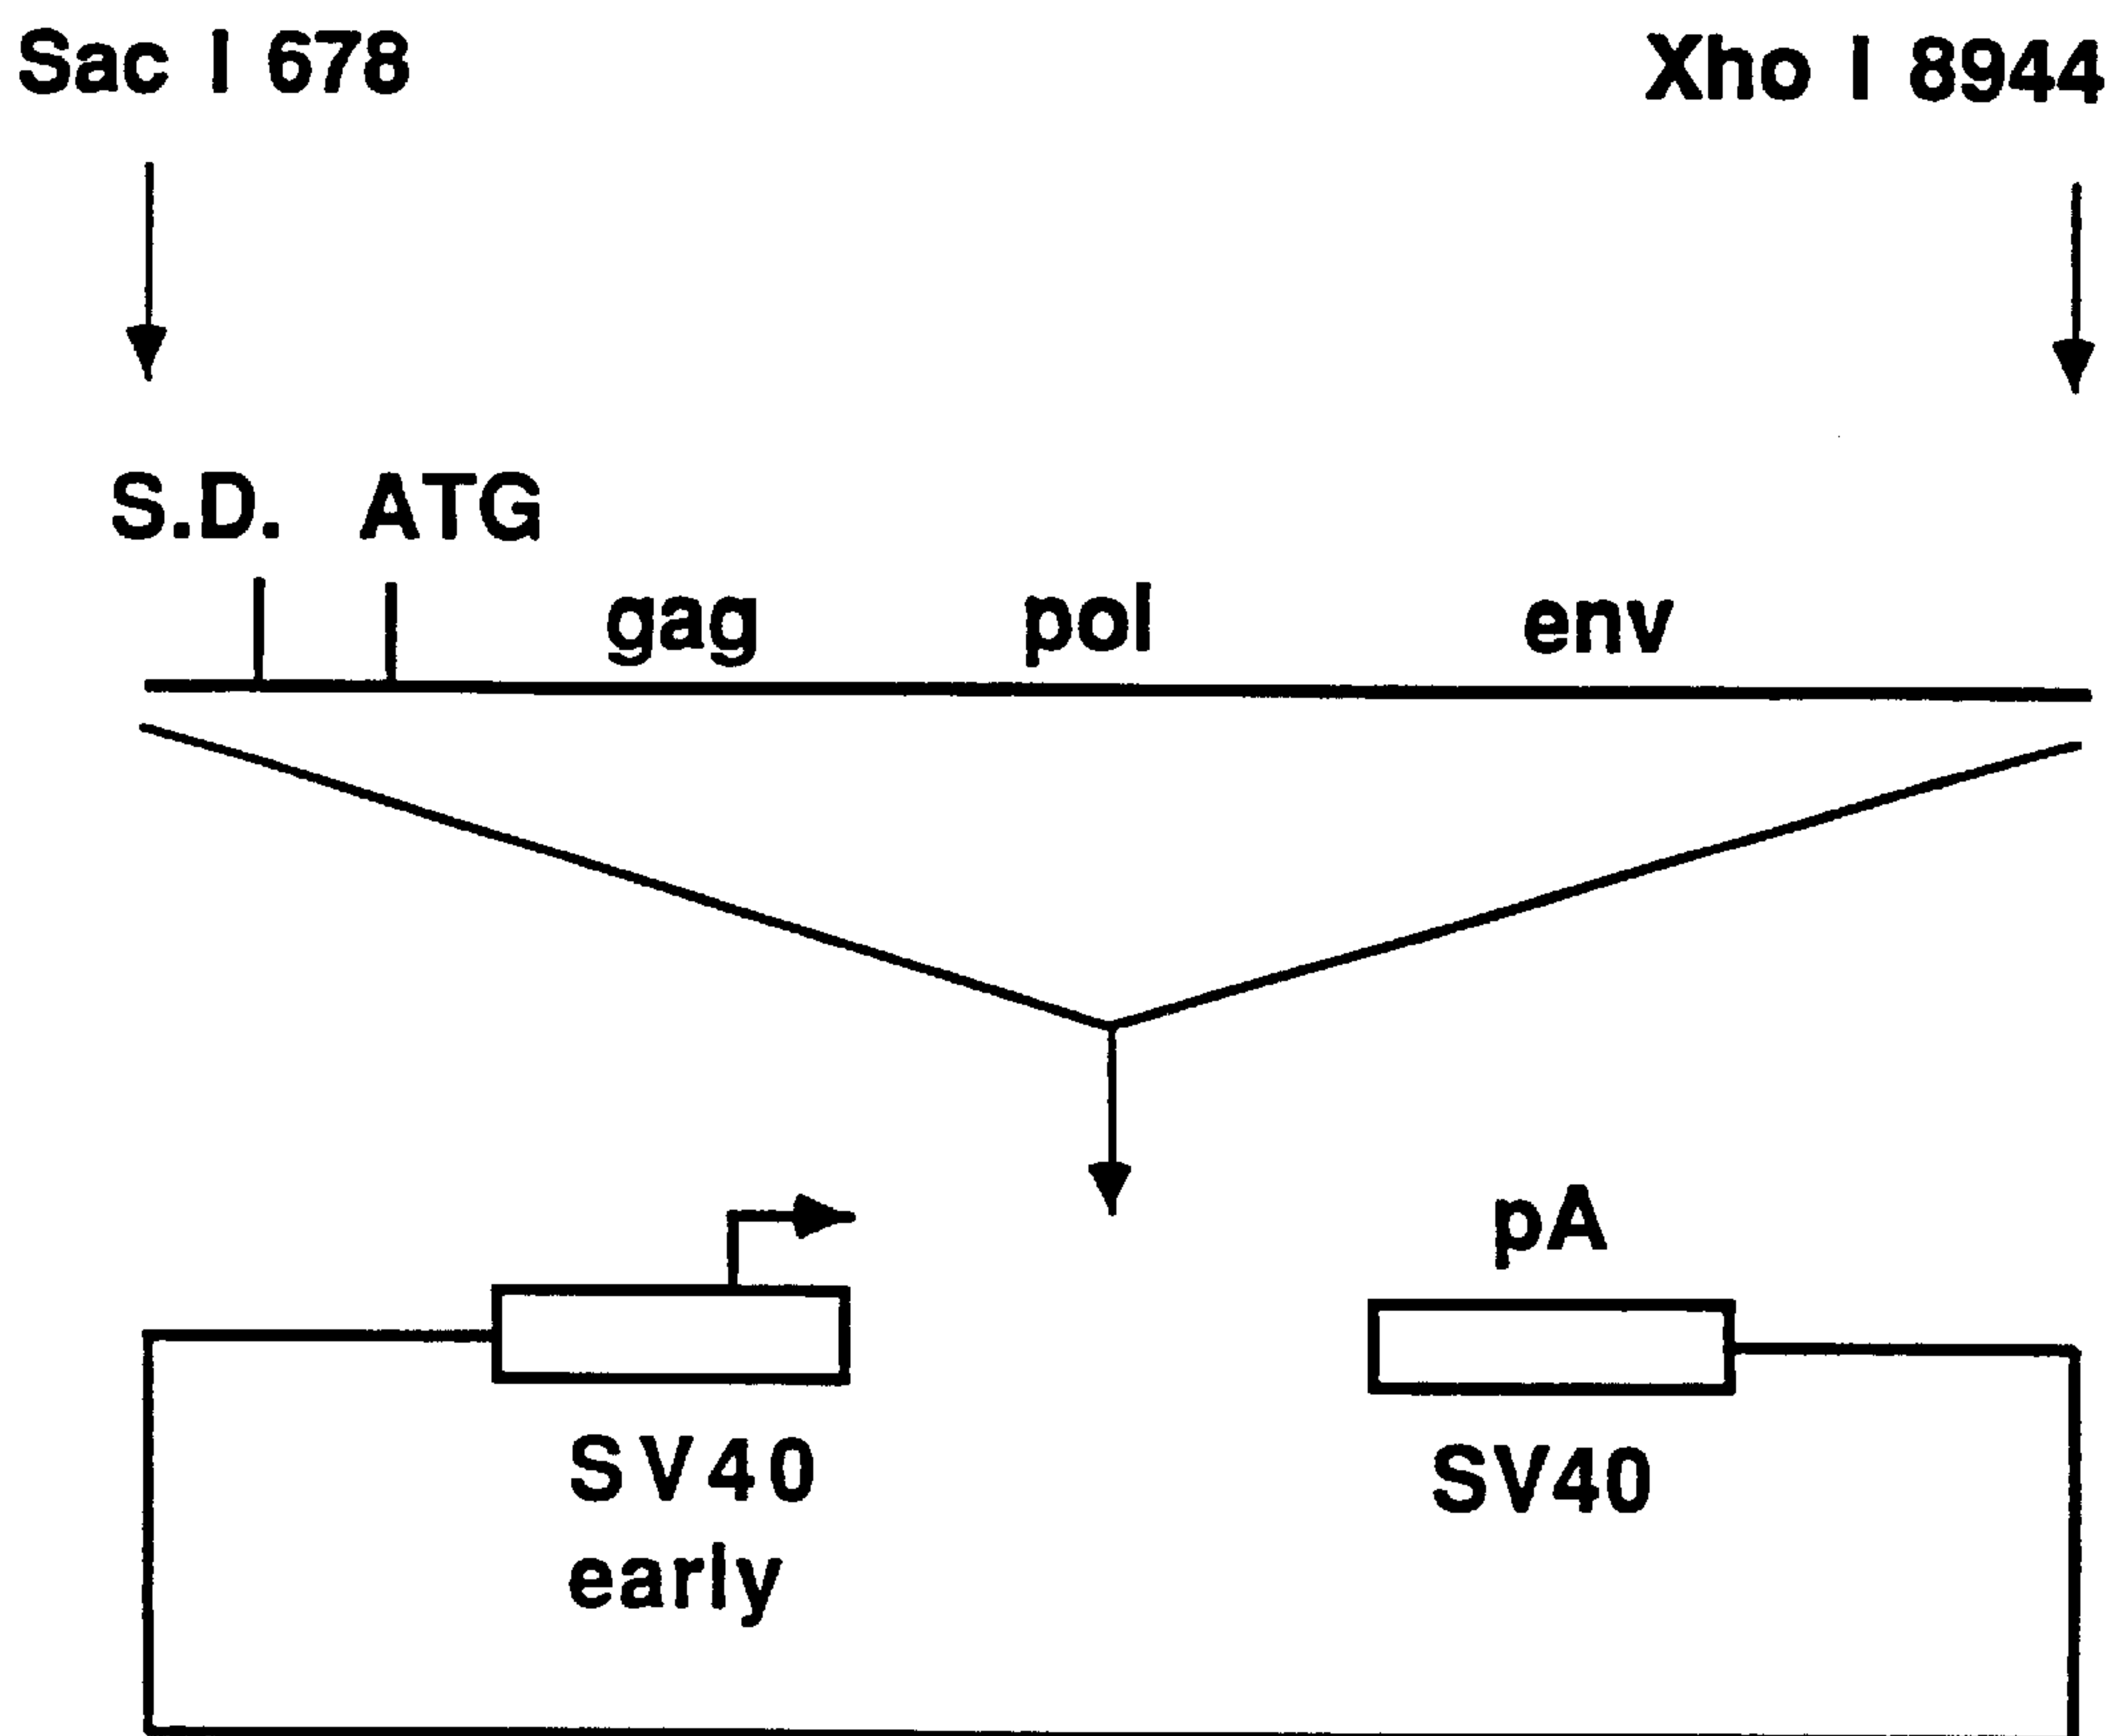 Sac I 678
Xho I 8944
S.D. ATG
gag pol env
pA
SV40
early
SV40